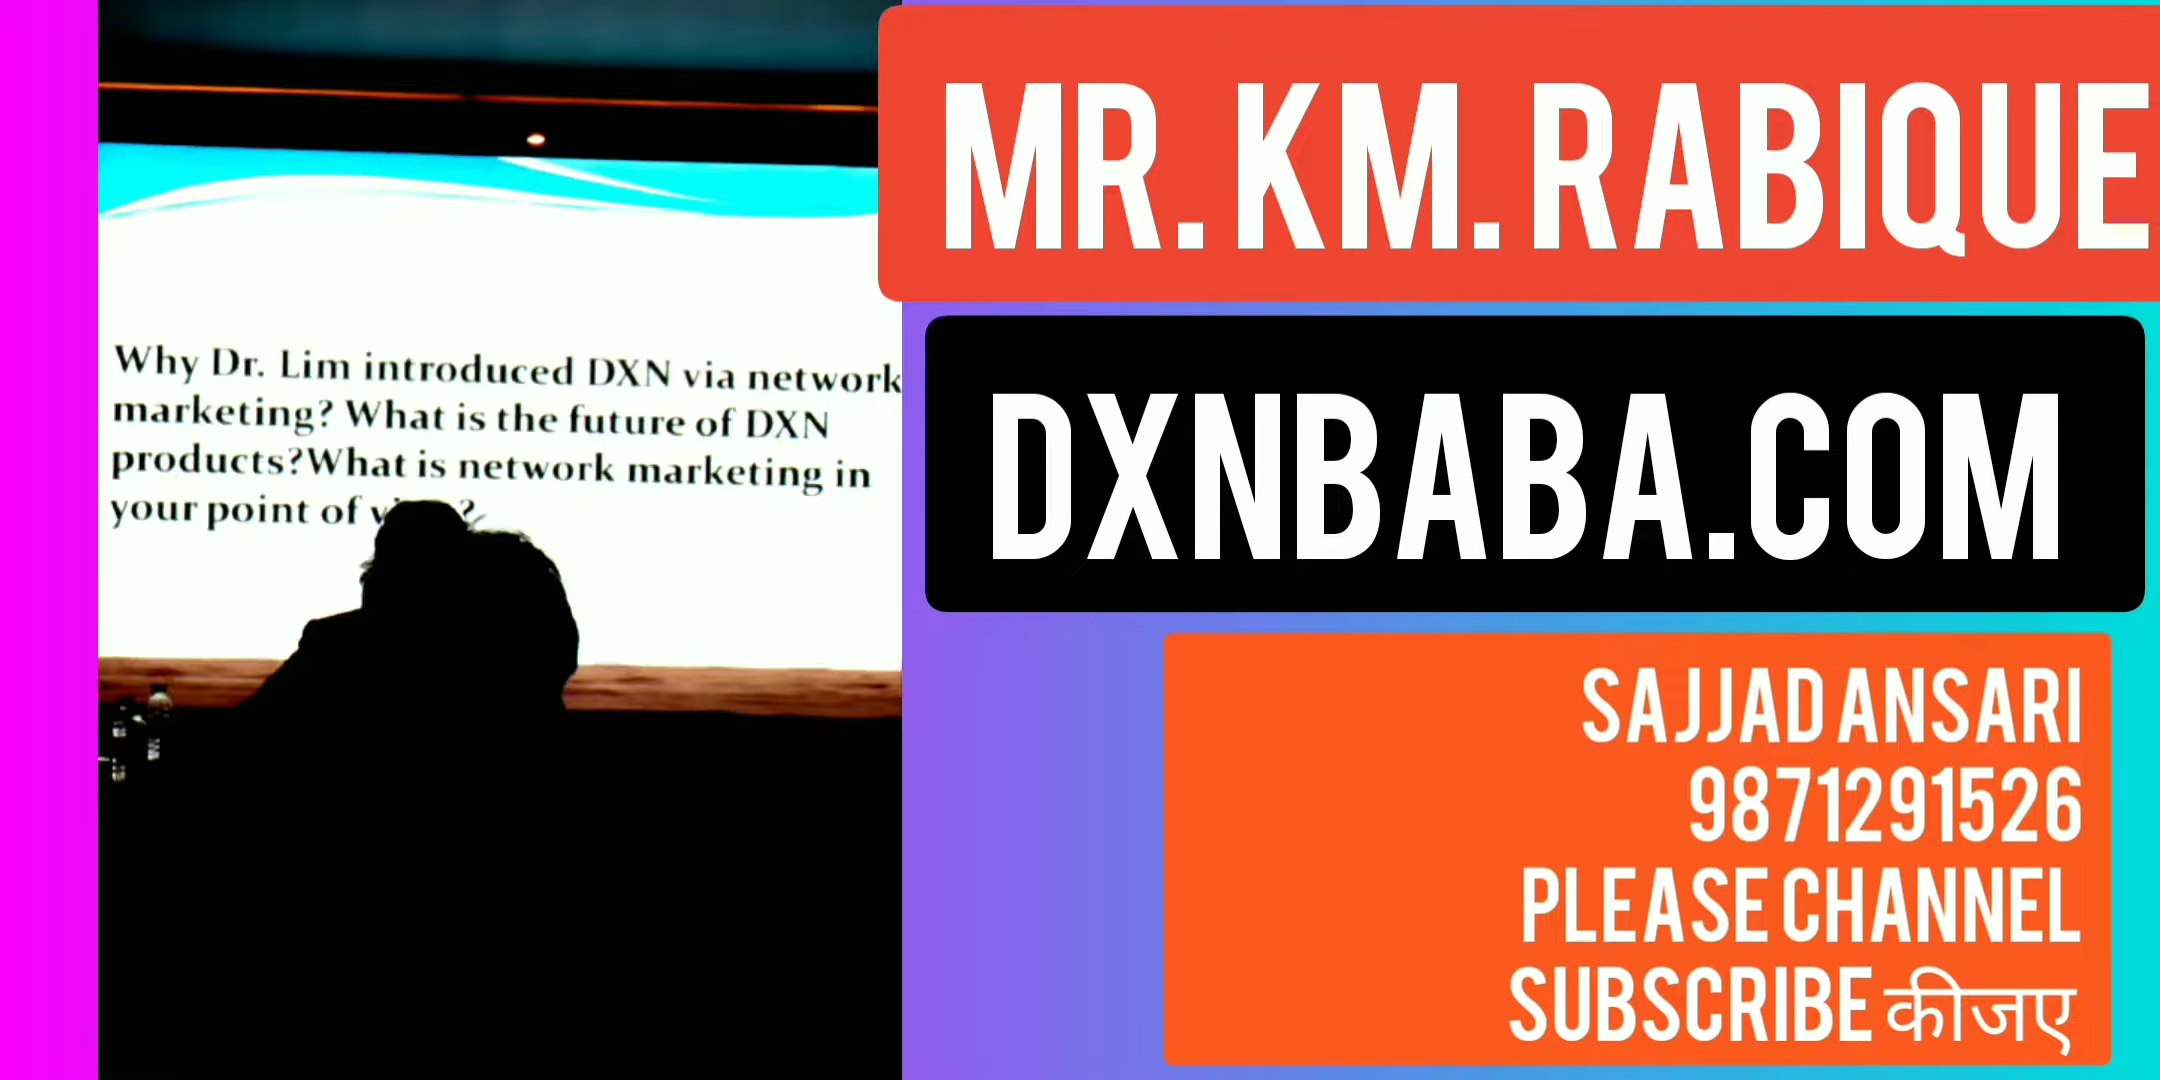 Why Dr. Lim introduced DXN via network
marketing? What is the future of DXN
products?What is network marketing in
your point of
MR. KM. RABIQUE
DXNBABA.COM
SAJJAD ANSARI
9871291526
PLEASE CHANNEL
SUBSCRIBE कीजए